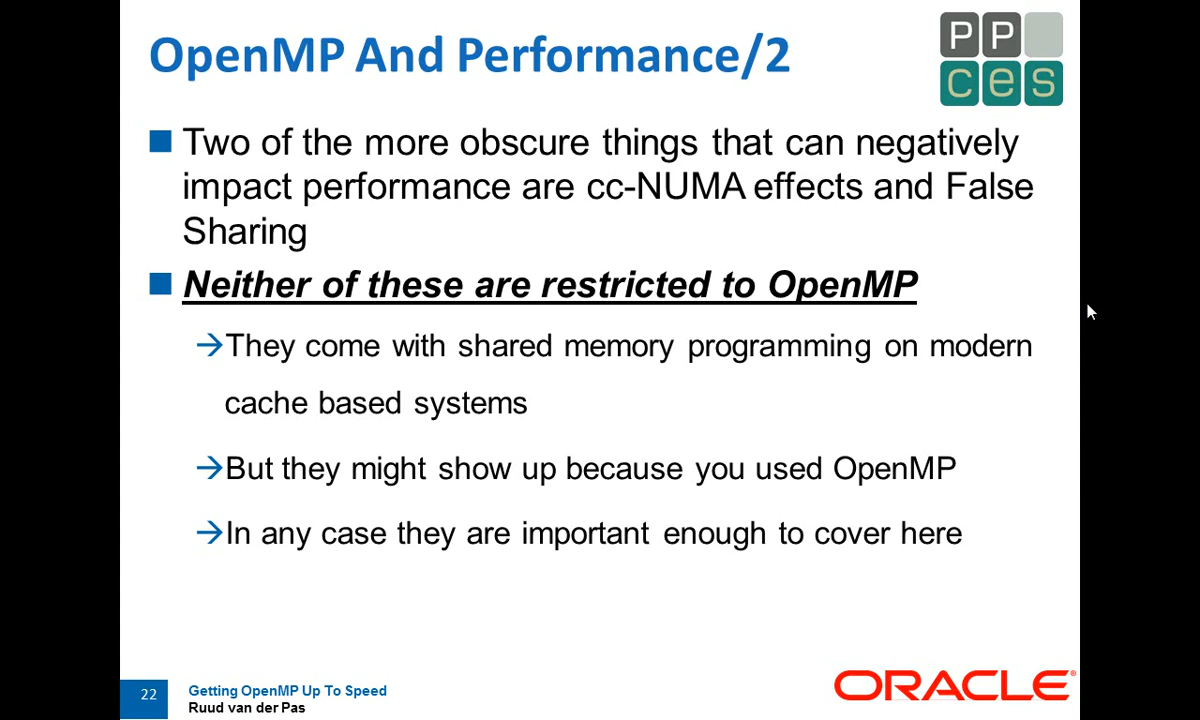 OpenMP And Performance/2
PP
ces
Two of the more obscure things that can negatively
impact performance are cc-NUMA effects and False
Sharing
Neither of these are restricted to OpenMP
→They come with shared memory programming on modern
cache based systems
→But they might show up because you used OpenMP
→In any case they are important enough to cover here
22
Getting OpenMP Up To Speed
Ruud van der Pas
ORACLE®